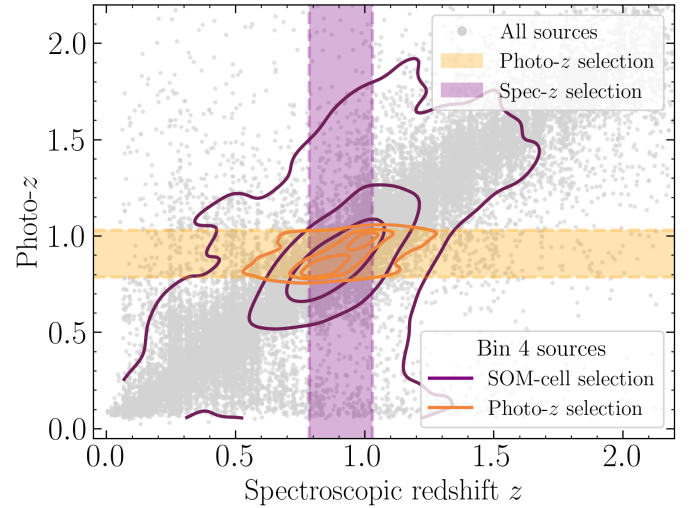 2.0
1.5
1.0
0.5
0.0
Photo-z
All sources
Photo-z selection
Spec-z selection
Bin 4 sources
SOM-cell selection
Photo-z selection
0.0 0.5 1.0 1.5 2.0
Spectroscopic redshift z